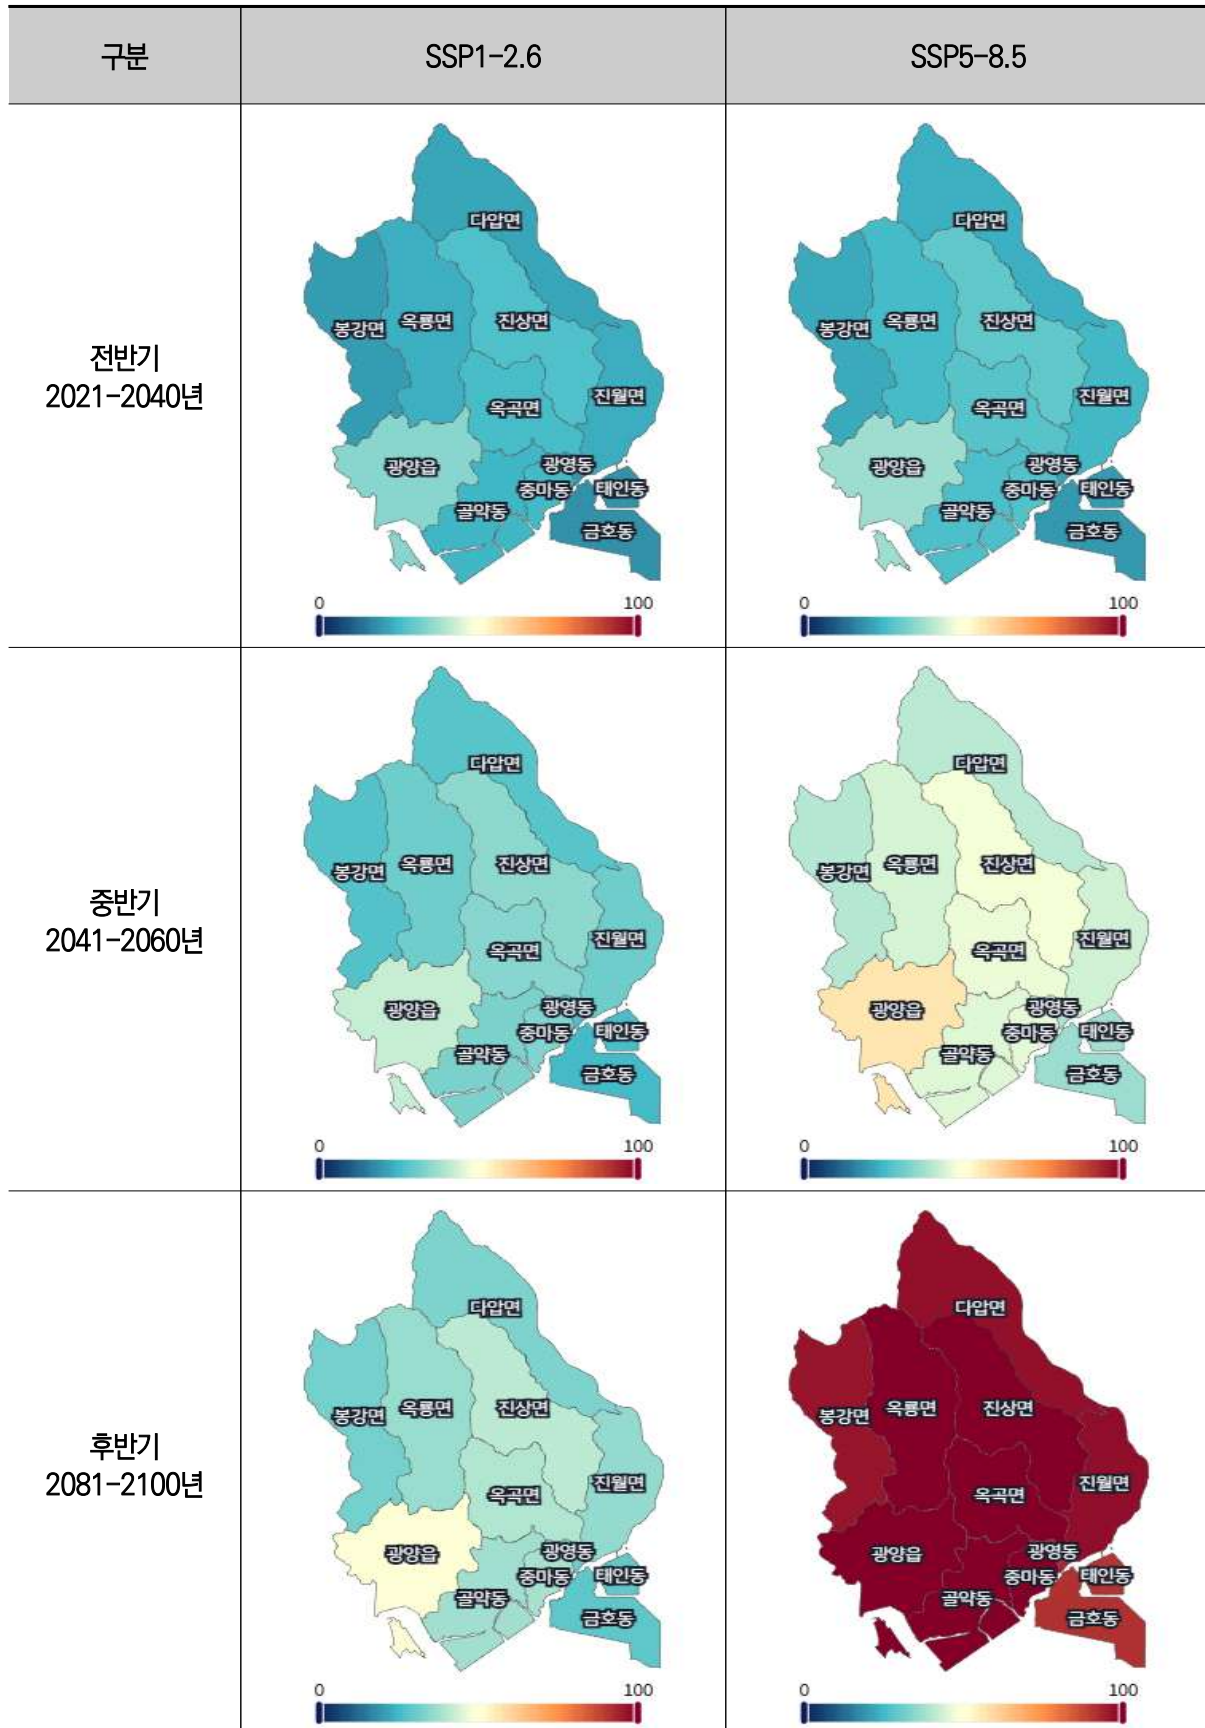 구분
SSP1-2.6
SSP5-8.5
전반기
2021-2040년
다압면
봉강면
옥룡면
진상면
옥곡면
진월면
광양읍
광영동
중마동
태인동
골약동
금호동
0
100
다압면
봉강면
옥룡면
진상면
옥곡면
진월면
광양읍
광영동
중마동
태인동
골약동
금호동
0
100
중반기
2041-2060년
다압면
봉강면
옥룡면
진상면
옥곡면
진월면
광양읍
광영동
중마동
태인동
골약동
금호동
0
100
다압면
봉강면
옥룡면
진상면
옥곡면
진월면
광양읍
광영동
중마동
태인동
골약동
금호동
0
100
후반기
2081-2100년
다압면
봉강면
옥룡면
진상면
옥곡면
진월면
광양읍
광영동
중마동
태인동
골약동
금호동
0
100
다압면
봉강면
옥룡면
진상면
옥곡면
진월면
광양읍
광영동
중마동
태인동
골약동
금호동
0
100